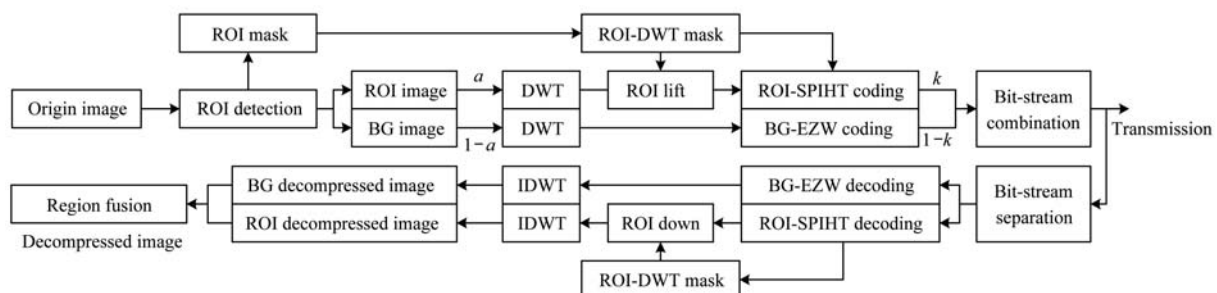 ROI mask
ROI-DWT mask
Origin image
ROI detection
ROI image
a
DWT
ROI lift
ROI-SPIHT coding
k
BG image
1-a
DWT
BG-EZW coding
1-k
Bit-stream
combination
Transmission
Region fusion
Decompressed image
BG decompressed image
IDWT
BG-EZW decoding
ROI decompressed image
IDWT
ROI down
ROI-SPIHT decoding
Bit-stream
separation
ROI-DWT mask